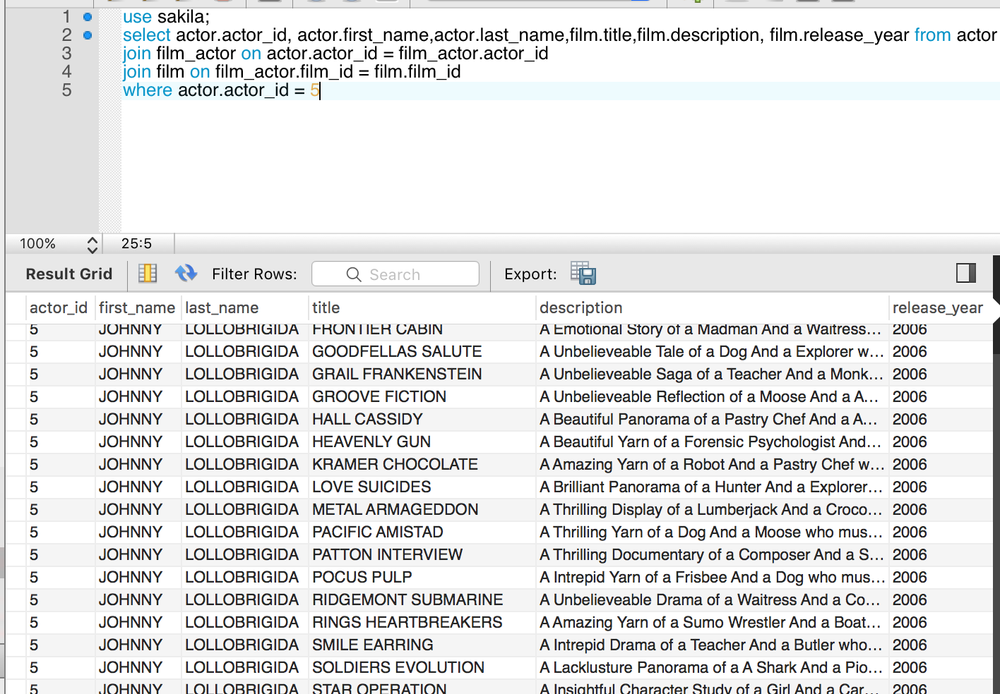 1 use sakila;
2 select actor.actor_id, actor.first_name,actor.last_name,film.title,film.description, film.release_year from actor
3 join film_actor on actor.actor_id = film_actor.actor_id
4 join film on film_actor.film_id = film.film_id
5 where actor.actor_id = 5
100% 25:5
Result Grid Filter Rows: Search Export:
actor_id first_name last_name title description release_year
5 JOHNNY LOLLOBRIGIDA FRONTIER CABIN A Emotional Story of a Madman And a Waitress... 2006
5 JOHNNY LOLLOBRIGIDA GOODFELLAS SALUTE A Unbelieveable Tale of a Dog And a Explorer w... 2006
5 JOHNNY LOLLOBRIGIDA GRAIL FRANKENSTEIN A Unbelieveable Saga of a Teacher And a Monk... 2006
5 JOHNNY LOLLOBRIGIDA GROOVE FICTION A Unbelieveable Reflection of a Moose And a A... 2006
5 JOHNNY LOLLOBRIGIDA HALL CASSIDY A Beautiful Panorama of a Pastry Chef And a A... 2006
5 JOHNNY LOLLOBRIGIDA HEAVENLY GUN A Beautiful Yarn of a Forensic Psychologist And... 2006
5 JOHNNY LOLLOBRIGIDA KRAMER CHOCOLATE A Amazing Yarn of a Robot And a Pastry Chef w... 2006
5 JOHNNY LOLLOBRIGIDA LOVE SUICIDES A Brilliant Panorama of a Hunter And a Explorer... 2006
5 JOHNNY LOLLOBRIGIDA METAL ARMAGEDDON A Thrilling Display of a Lumberjack And a Croco... 2006
5 JOHNNY LOLLOBRIGIDA PACIFIC AMISTAD A Thrilling Yarn of a Dog And a Moose who mus... 2006
5 JOHNNY LOLLOBRIGIDA PATTON INTERVIEW A Thrilling Documentary of a Composer And a S... 2006
5 JOHNNY LOLLOBRIGIDA POCUS PULP A Intrepid Yarn of a Frisbee And a Dog who mus... 2006
5 JOHNNY LOLLOBRIGIDA RIDGEMONT SUBMARINE A Unbelieveable Drama of a Waitress And a Co... 2006
5 JOHNNY LOLLOBRIGIDA RINGS HEARTBREAKERS A Amazing Yarn of a Sumo Wrestler And a Boat... 2006
5 JOHNNY LOLLOBRIGIDA SMILE EARRING A Intrepid Drama of a Teacher And a Butler who... 2006
5 JOHNNY LOLLOBRIGIDA SOLDIERS EVOLUTION A Lacklusture Panorama of a A Shark And a Pio... 2006
5 JOHNNY LOLLOBRIGIDA STAR OPERATION A Insightful Character Study of a Girl And a Car... 2006